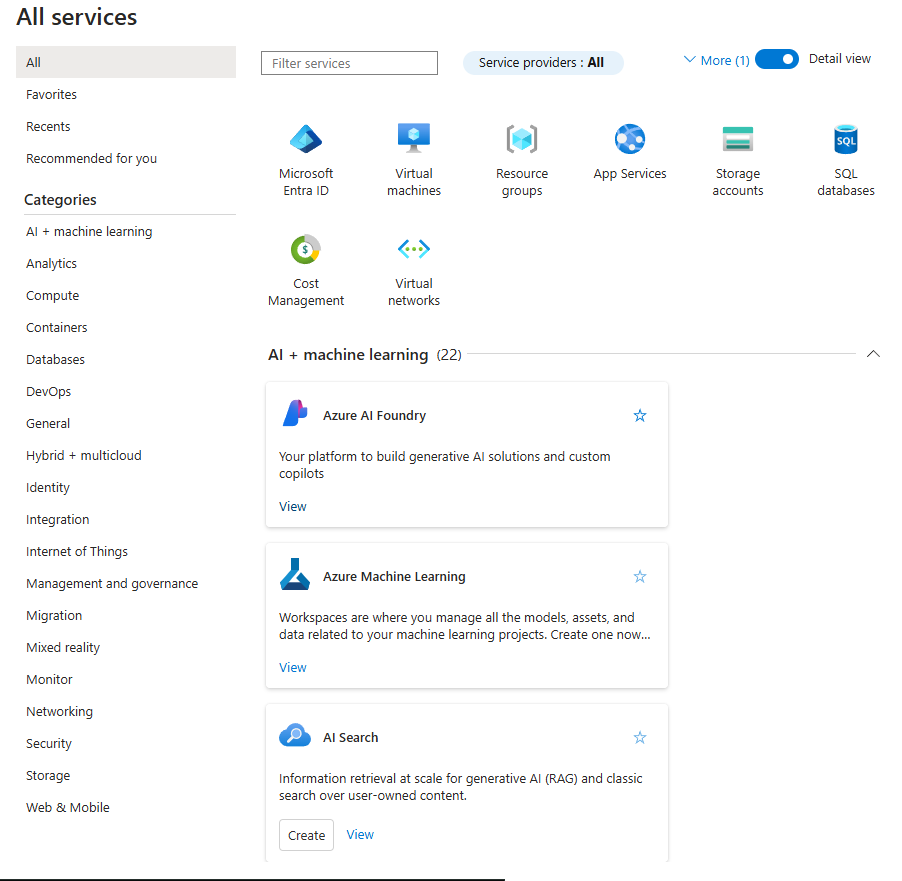 All services
All
Favorites
Recents
Recommended for you
Categories
AI + machine learning
Analytics
Compute
Containers
Databases
DevOps
General
Hybrid + multicloud
Identity
Integration
Internet of Things
Management and governance
Migration
Mixed reality
Monitor
Networking
Security
Storage
Web & Mobile
Filter services
Service providers : All
More (1)
Detail view
Microsoft
Entra ID
Virtual
machines
Resource
groups
App Services
Storage
accounts
SQL
SQL
databases
$
Cost
Management
Virtual
networks
AI + machine learning (22)
Azure AI Foundry
Your platform to build generative AI solutions and custom
copilots
View
Azure Machine Learning
Workspaces are where you manage all the models, assets, and
data related to your machine learning projects. Create one now...
View
AI Search
Information retrieval at scale for generative AI (RAG) and classic
search over user-owned content.
Create View